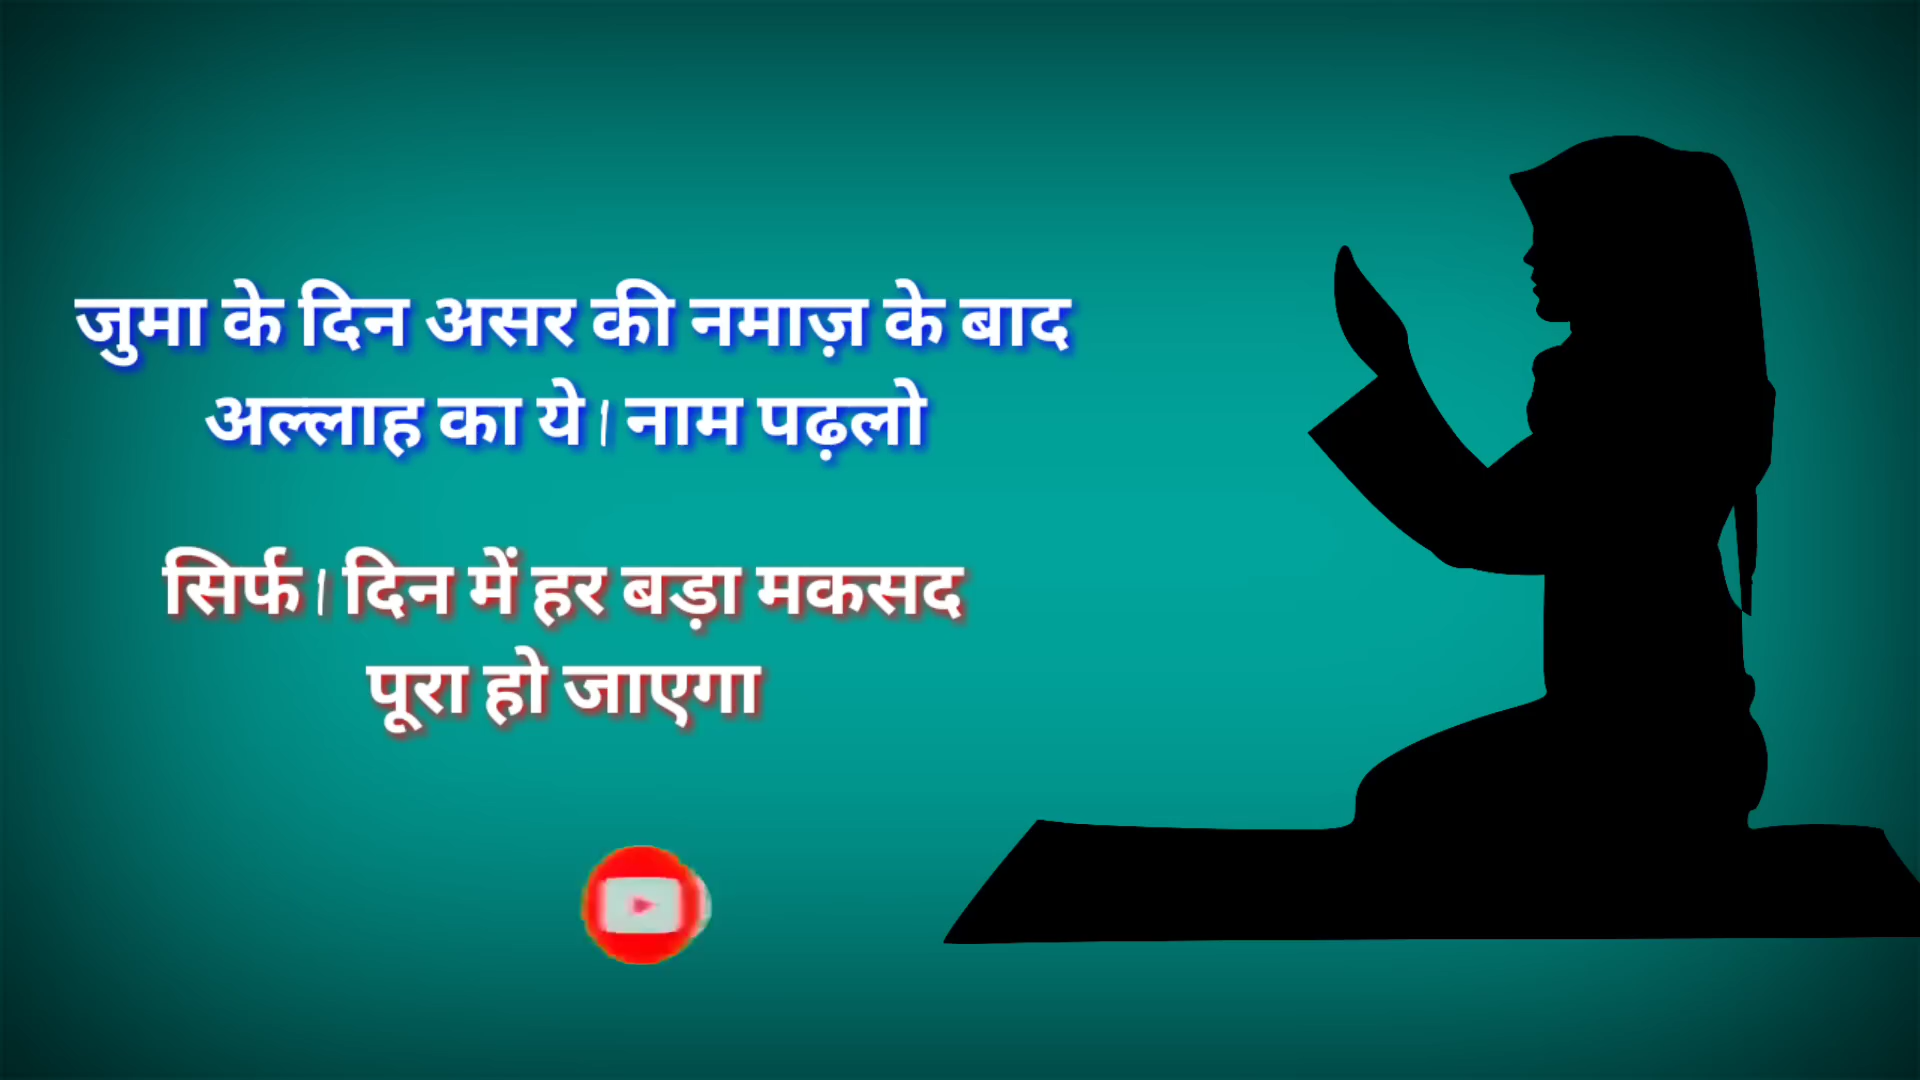 जुमा के दिन असर की नमाज़ के बाद
अल्लाह का ये 1 नाम पढ़लो
सिर्फ 1 दिन में हर बड़ा मकसद
पूरा हो जाएगा